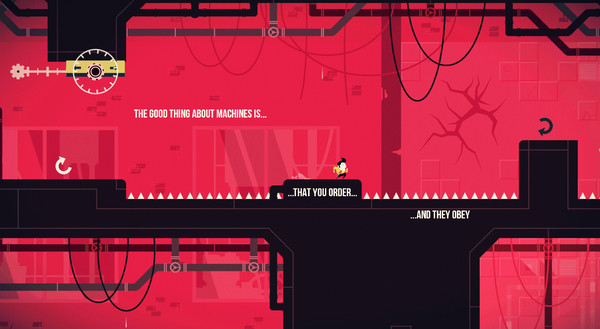 THE GOOD THING ABOUT MACHINES IS...
...THAT YOU ORDER...
...AND THEY OBEY